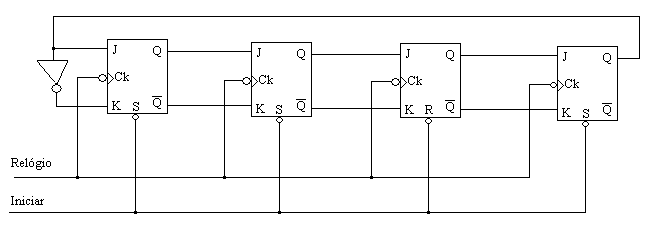 J Q
Ck
K S Q̅
J Q
Ck
K S Q̅
J Q
Ck
K R Q̅
J Q
Ck
K S Q̅
Relógio
Iniciar